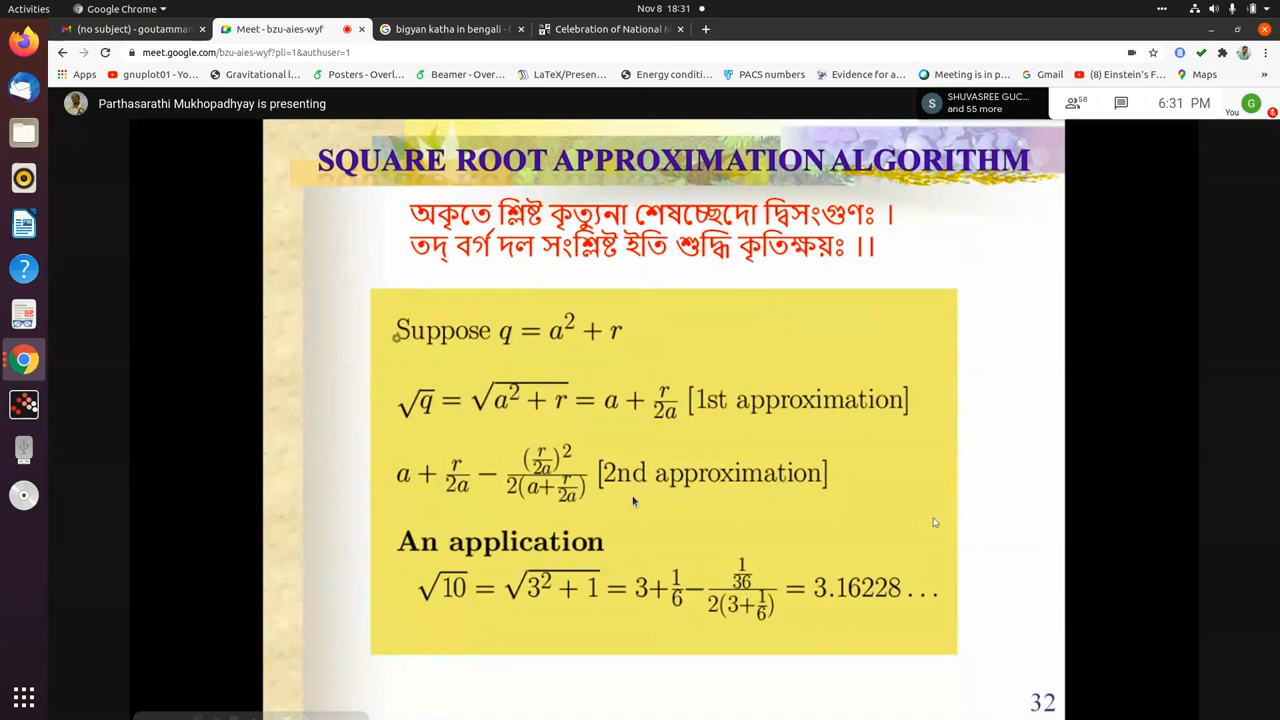 Activities
Google Chrome
Nov 8 18:31
(no subject) - goutamman
Meet - bzu-aies-wyf
bigyan katha in bengali -
Celebration of National M
meet.google.com/bzu-aies-wyf?pli=1&authuser=1
Apps
gnuplot01 - Yo...
Gravitational l...
Posters - Overl...
Beamer - Over...
LaTeX/Presen...
Energy conditi...
PACS numbers
Evidence for a...
Meeting is in p...
Gmail
(8) Einstein's F...
Maps
»
Parthasarathi Mukhopadhyay is presenting
S
SHUVASREE GUC...
and 55 more
58
6:31 PM
G
You
SQUARE ROOT APPROXIMATION ALGORITHM
অকৃতে শ্লিষ্ট কৃত্যুনা শেষচ্ছেদো দ্বিসংগুণঃ ।
তদ্ বর্গ দল সংশ্লিষ্ট ইতি শুদ্ধি কৃতিক্ষয়ঃ ।।
Suppose q = a² + r
√q = √(a² + r) = a + r/2a [1st approximation]
a + r/2a − (r/2a)²/2(a+r/2a) [2nd approximation]
An application
√10 = √(3² + 1) = 3+1/6−(1/36)/2(3+1/6) = 3.16228...
32